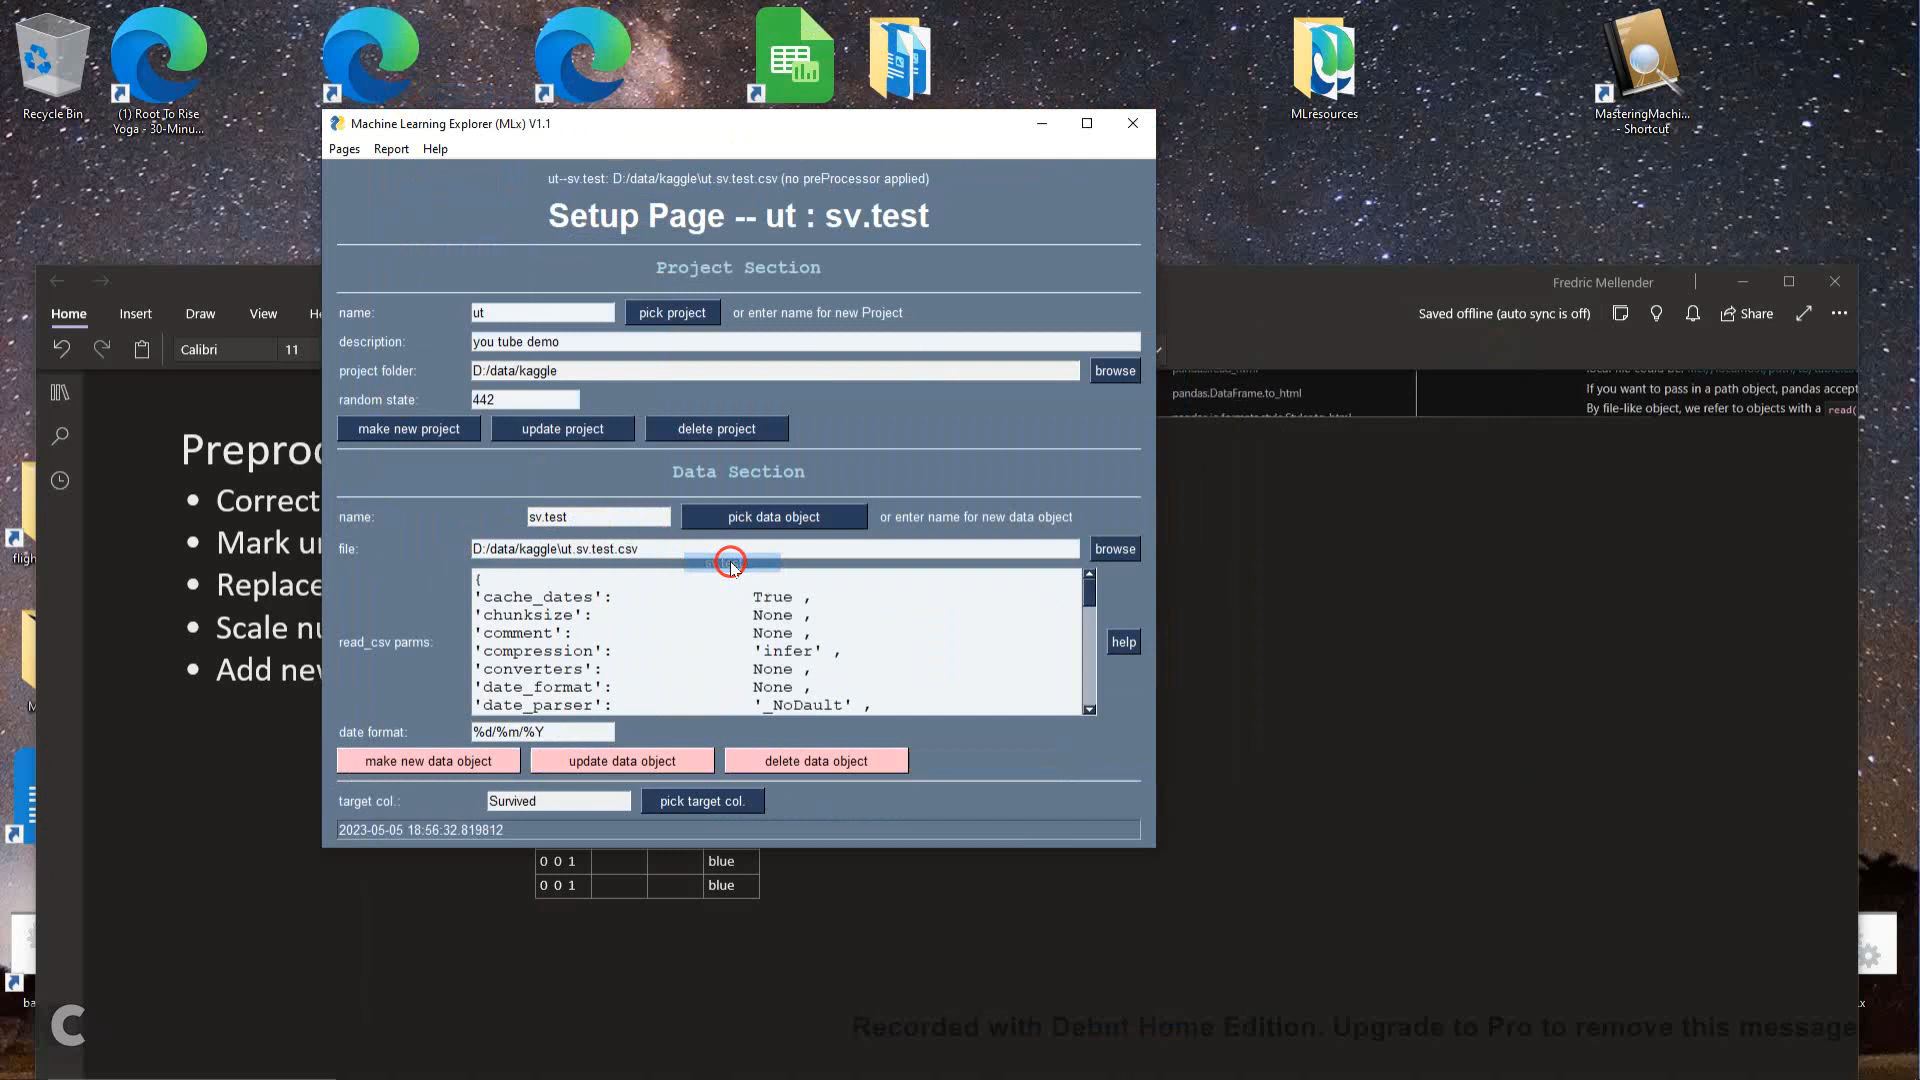 Recycle Bin
(1) Root To Rise
Yoga - 30-Minu...
MLresources
MasteringMachi...
- Shortcut
Machine Learning Explorer (MLx) V1.1
Pages Report Help
ut--sv.test: D:/data/kaggle\ut.sv.test.csv (no preProcessor applied)
Setup Page -- ut : sv.test
Project Section
name: ut pick project or enter name for new Project
description: you tube demo
project folder: D:/data/kaggle browse
random state: 442
make new project update project delete project
Data Section
name: sv.test pick data object or enter name for new data object
file: D:/data/kaggle\ut.sv.test.csv browse
read_csv parms: help
{
'cache_dates': True ,
'chunksize': None ,
'comment': None ,
'compression': 'infer' ,
'converters': None ,
'date_format': None ,
'date_parser': '_NoDault' ,
date format: %d/%m/%Y
make new data object update data object delete data object
target col.: Survived pick target col.
2023-05-05 18:56:32.819812
Fredric Mellender
Home Insert Draw View
Saved offline (auto sync is off) Share
Calibri 11
pandas.DataFrame.to_html
If you want to pass in a path object, pandas accept
By file-like object, we refer to objects with a read(
Preproc
Correct
Mark
Replace
Scale
Add
0 0 1 blue
0 0 1 blue
fligh
ba
C
Recorded with Debut Home Edition. Upgrade to Pro to remove this message